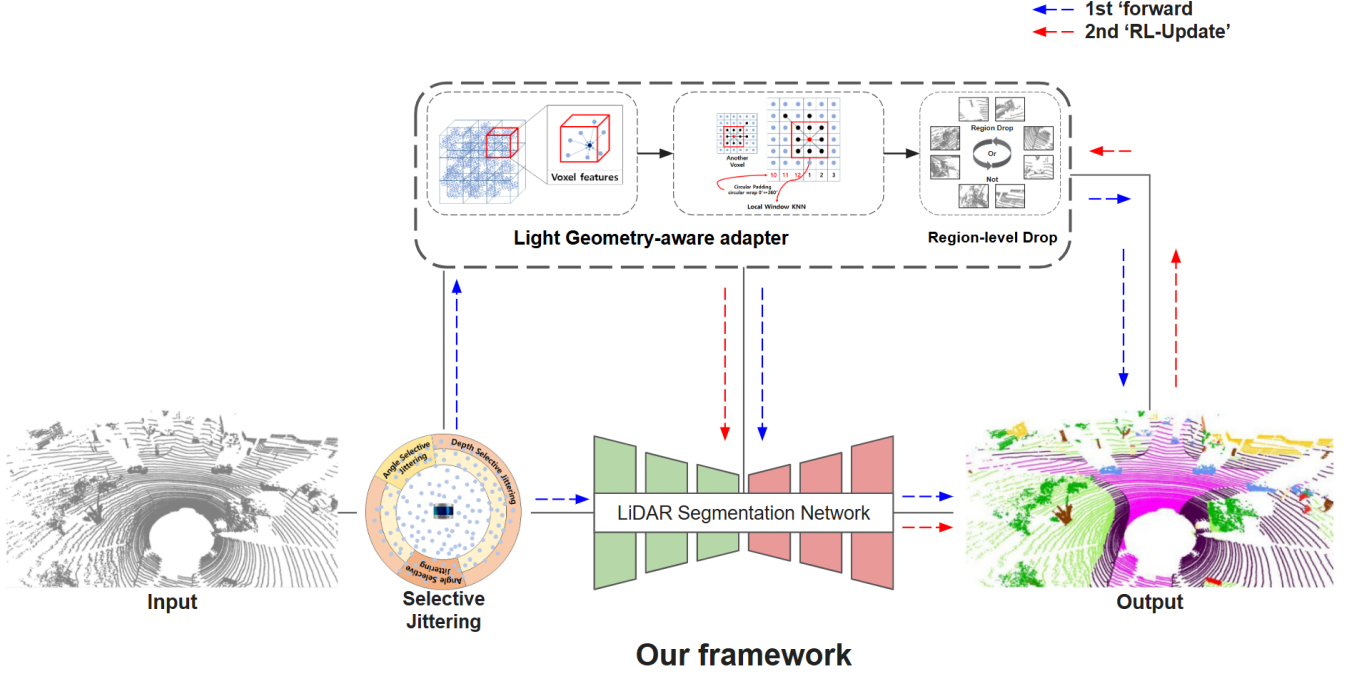 1st ‘forward
2nd ‘RL-Update’
Voxel features
Another
Voxel
10 11 12 1 2 3
Circular Padding
circular wrap 0°↔360°
Local Window KNN
Region Drop
Or
Not
Light Geometry-aware adapter
Region-level Drop
Angle Selective
Jittering
Depth Selective Jittering
Angle Selective
Jittering
LiDAR Segmentation Network
Input
Selective
Jittering
Output
Our framework